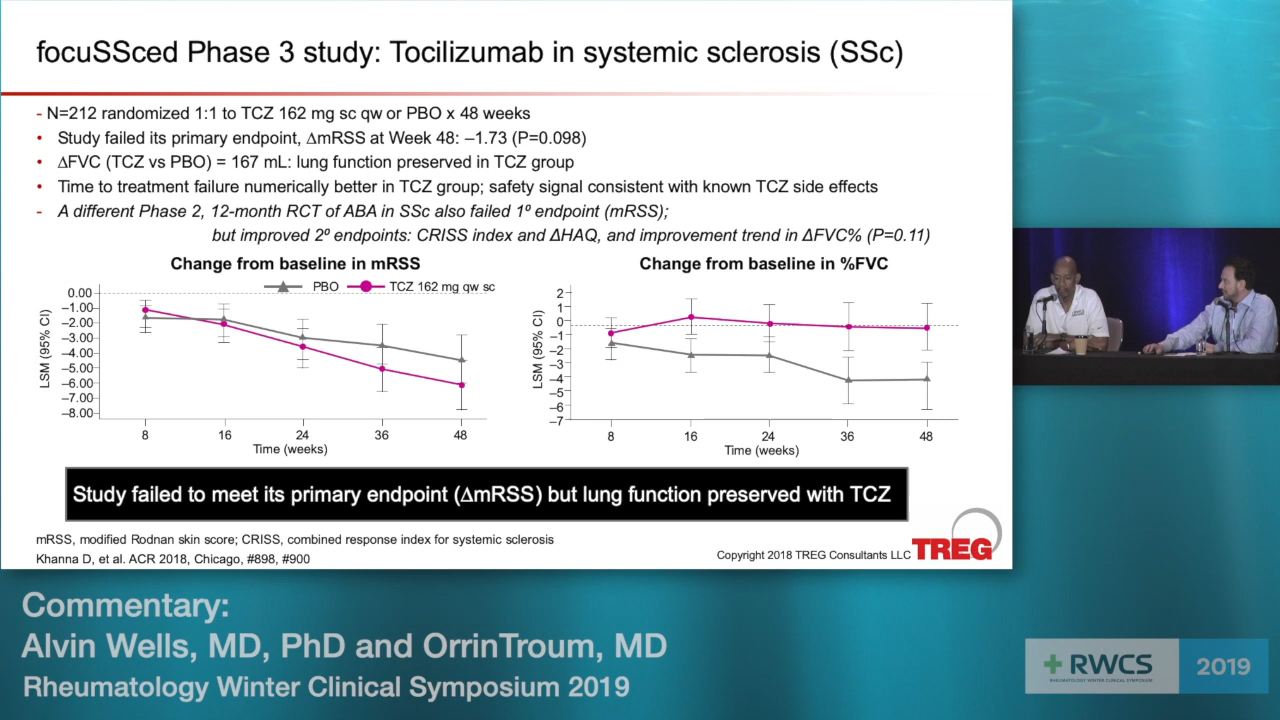 focuSSced Phase 3 study: Tocilizumab in systemic sclerosis (SSc)
- N=212 randomized 1:1 to TCZ 162 mg sc qw or PBO x 48 weeks
• Study failed its primary endpoint, ΔmRSS at Week 48: –1.73 (P=0.098)
• ΔFVC (TCZ vs PBO) = 167 mL: lung function preserved in TCZ group
• Time to treatment failure numerically better in TCZ group; safety signal consistent with known TCZ side effects
- A different Phase 2, 12-month RCT of ABA in SSc also failed 1º endpoint (mRSS);
but improved 2º endpoints: CRISS index and ΔHAQ, and improvement trend in ΔFVC% (P=0.11)
Change from baseline in mRSS
PBO TCZ 162 mg qw sc
LSM (95% CI)
0.00
–1.00
–2.00
–3.00
–4.00
–5.00
–6.00
–7.00
–8.00
8 16 24 36 48
Time (weeks)
Change from baseline in %FVC
LSM (95% CI)
2
1
0
–1
–2
–3
–4
–5
–6
–7
8 16 24 36 48
Time (weeks)
Study failed to meet its primary endpoint (ΔmRSS) but lung function preserved with TCZ
mRSS, modified Rodnan skin score; CRISS, combined response index for systemic sclerosis
Khanna D, et al. ACR 2018, Chicago, #898, #900
Copyright 2018 TREG Consultants LLC
TREG
Commentary:
Alvin Wells, MD, PhD and OrrinTroum, MD
Rheumatology Winter Clinical Symposium 2019
RWCS
RHEUMATOLOGY WINTER CLINICAL SYMPOSIUM
2019